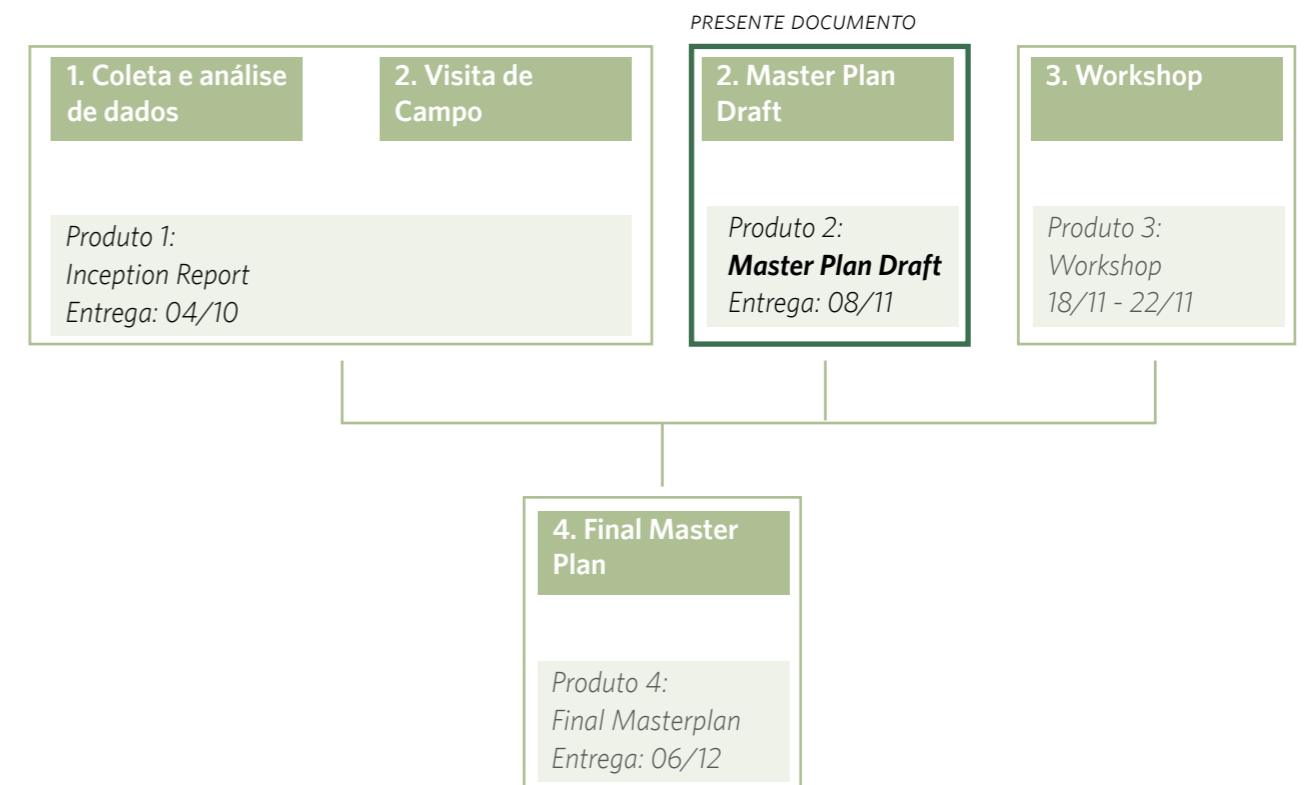 PRESENTE DOCUMENTO
1. Coleta e análise
de dados
2. Visita de
Campo
Produto 1:
Inception Report
Entrega: 04/10
2. Master Plan
Draft
Produto 2:
Master Plan Draft
Entrega: 08/11
3. Workshop
Produto 3:
Workshop
18/11 - 22/11
4. Final Master
Plan
Produto 4:
Final Masterplan
Entrega: 06/12